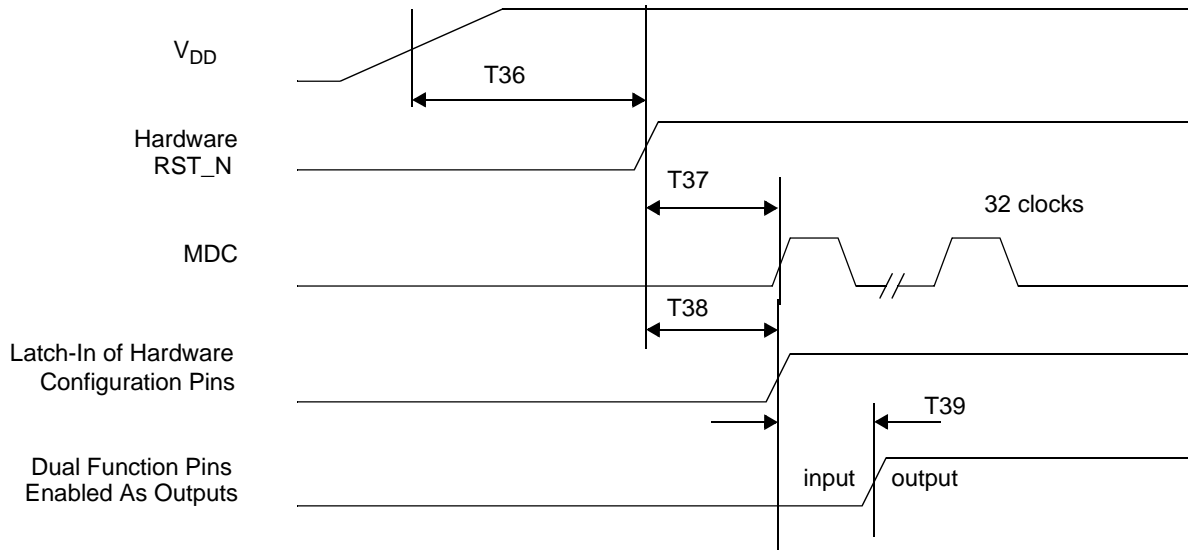 VDD
T36
Hardware
RST_N
T37
32 clocks
MDC
T38
Latch-In of Hardware
Configuration Pins
T39
Dual Function Pins
Enabled As Outputs
input
output